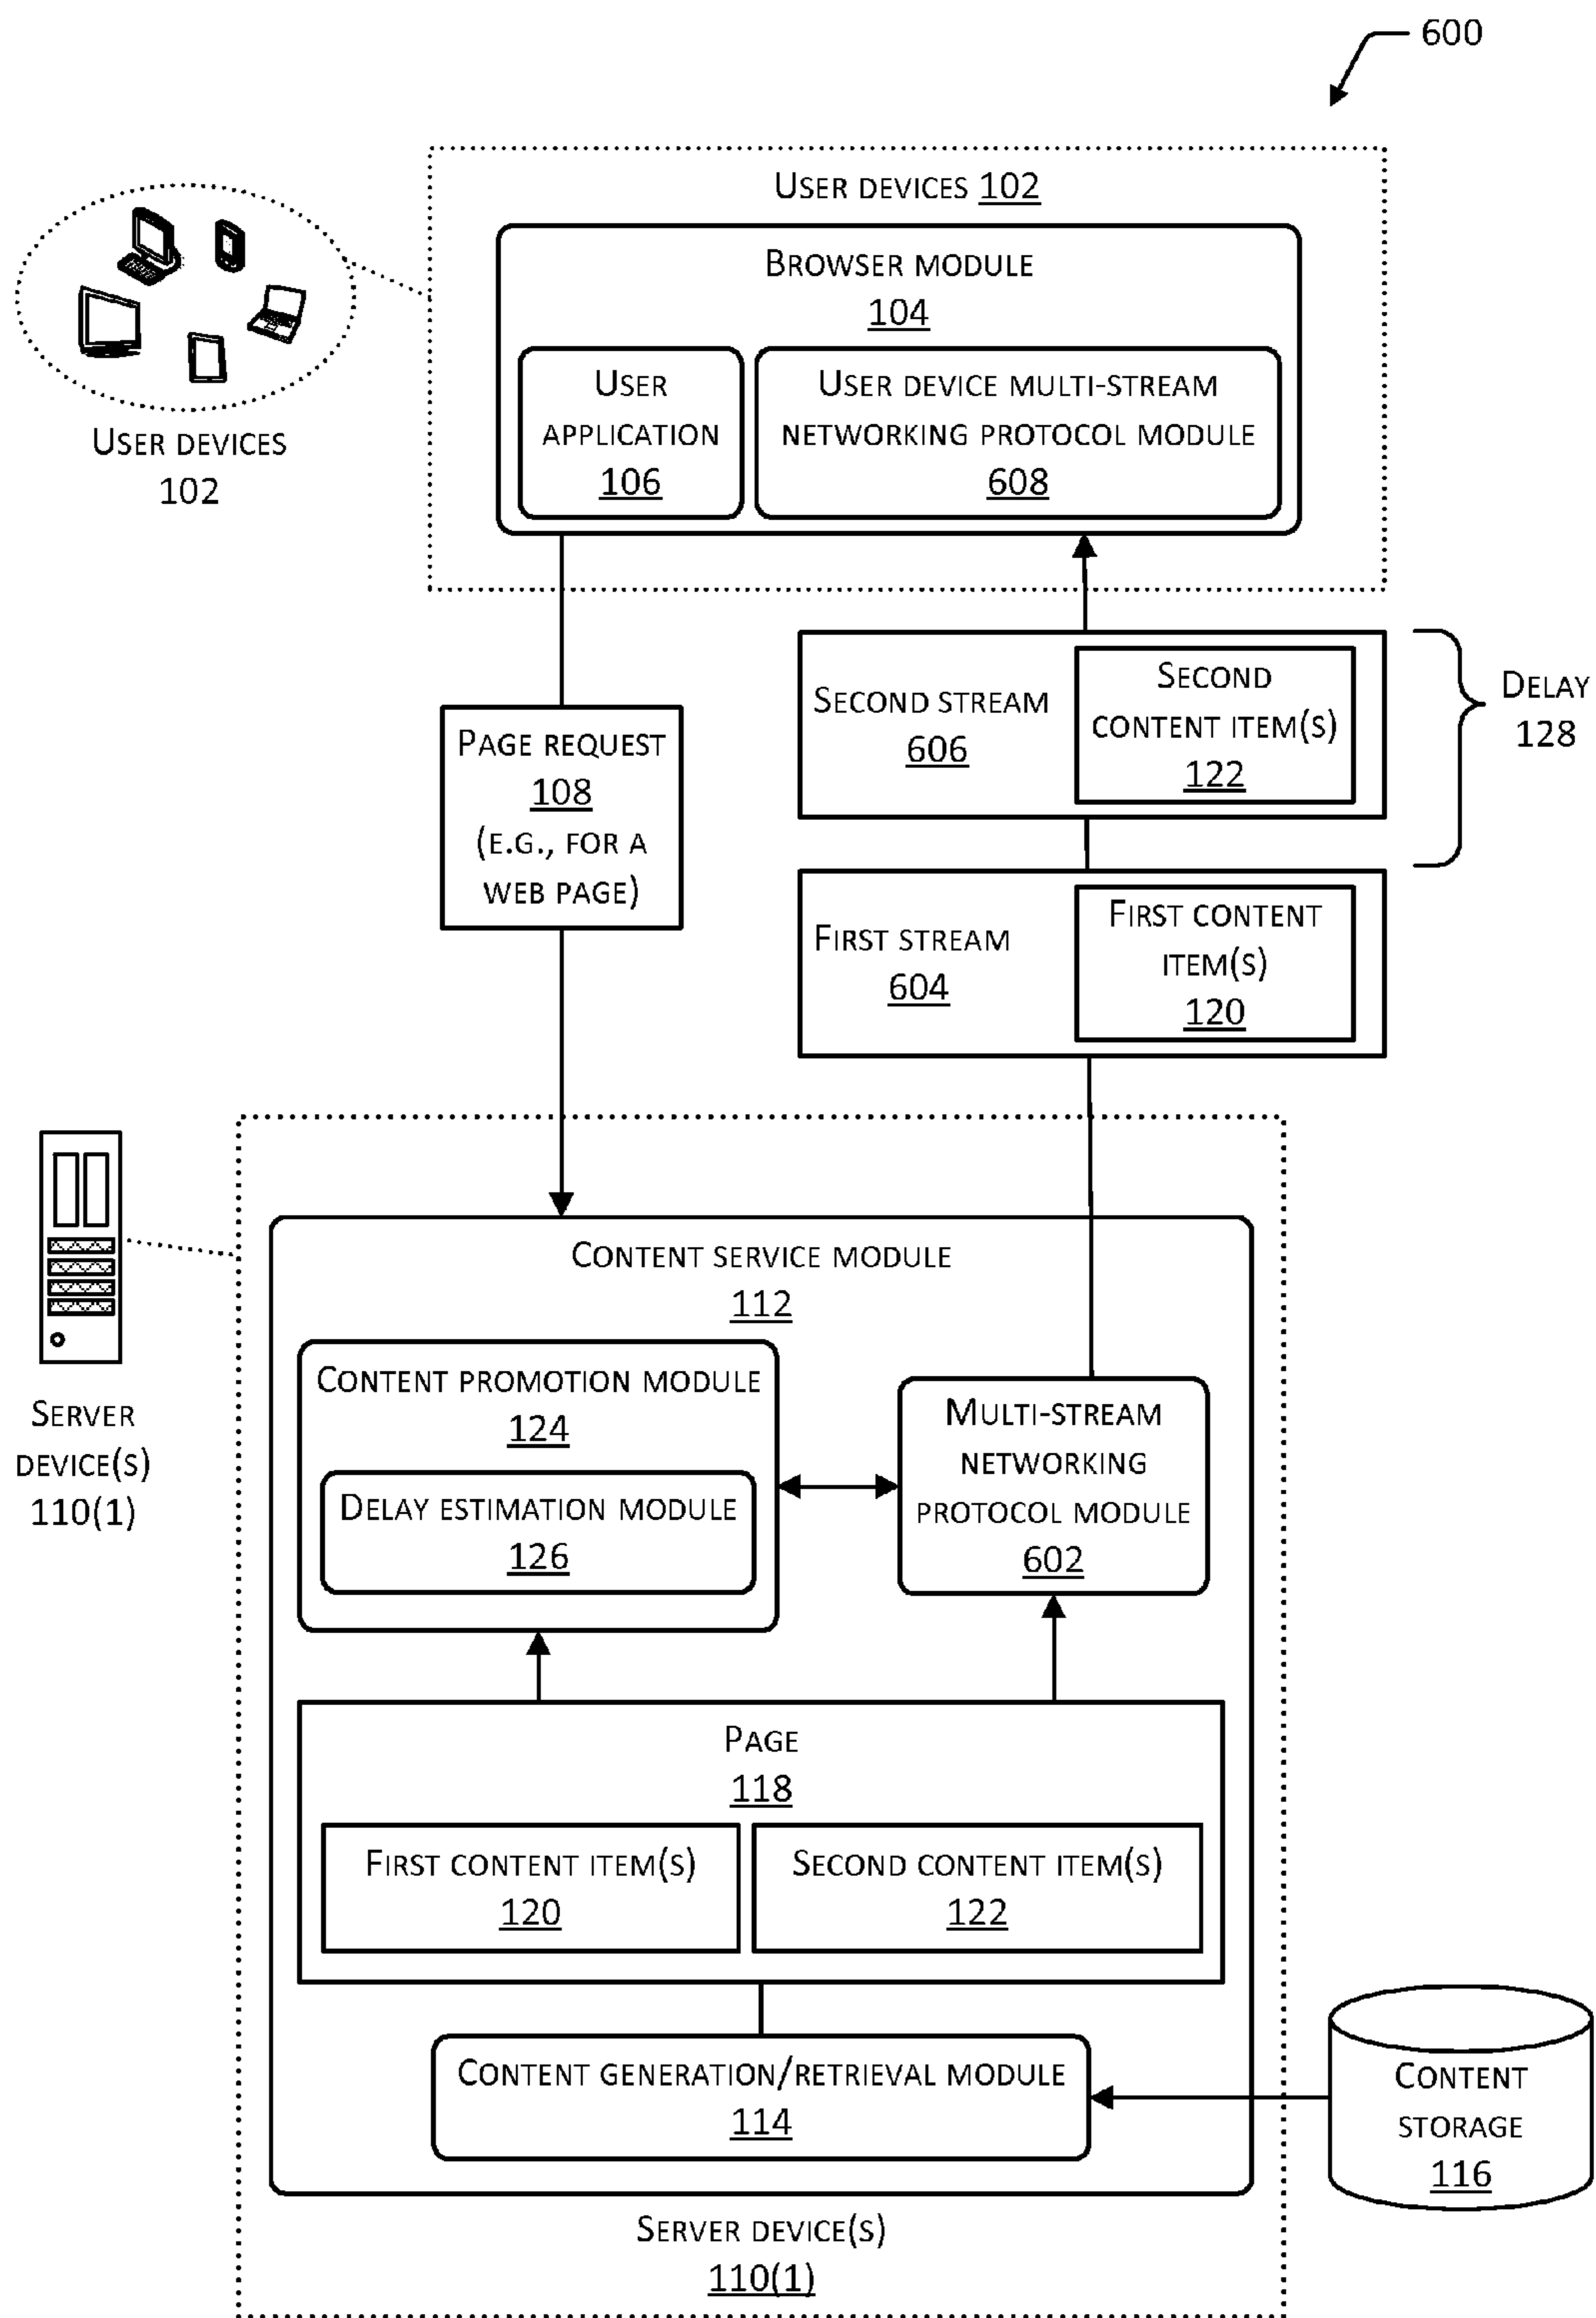 600
User devices 102
Browser module
104
User
application
106
User device multi-stream
networking protocol module
608
User devices
102
Page request
108
(e.g., for a
web page)
Second stream
606
Second
content item(s)
122
Delay
128
First stream
604
First content
item(s)
120
Server
device(s)
110(1)
Content service module
112
Content promotion module
124
Delay estimation module
126
Multi-stream
networking
protocol module
602
Page
118
First content item(s)
120
Second content item(s)
122
Content generation/retrieval module
114
Content
storage
116
Server device(s)
110(1)